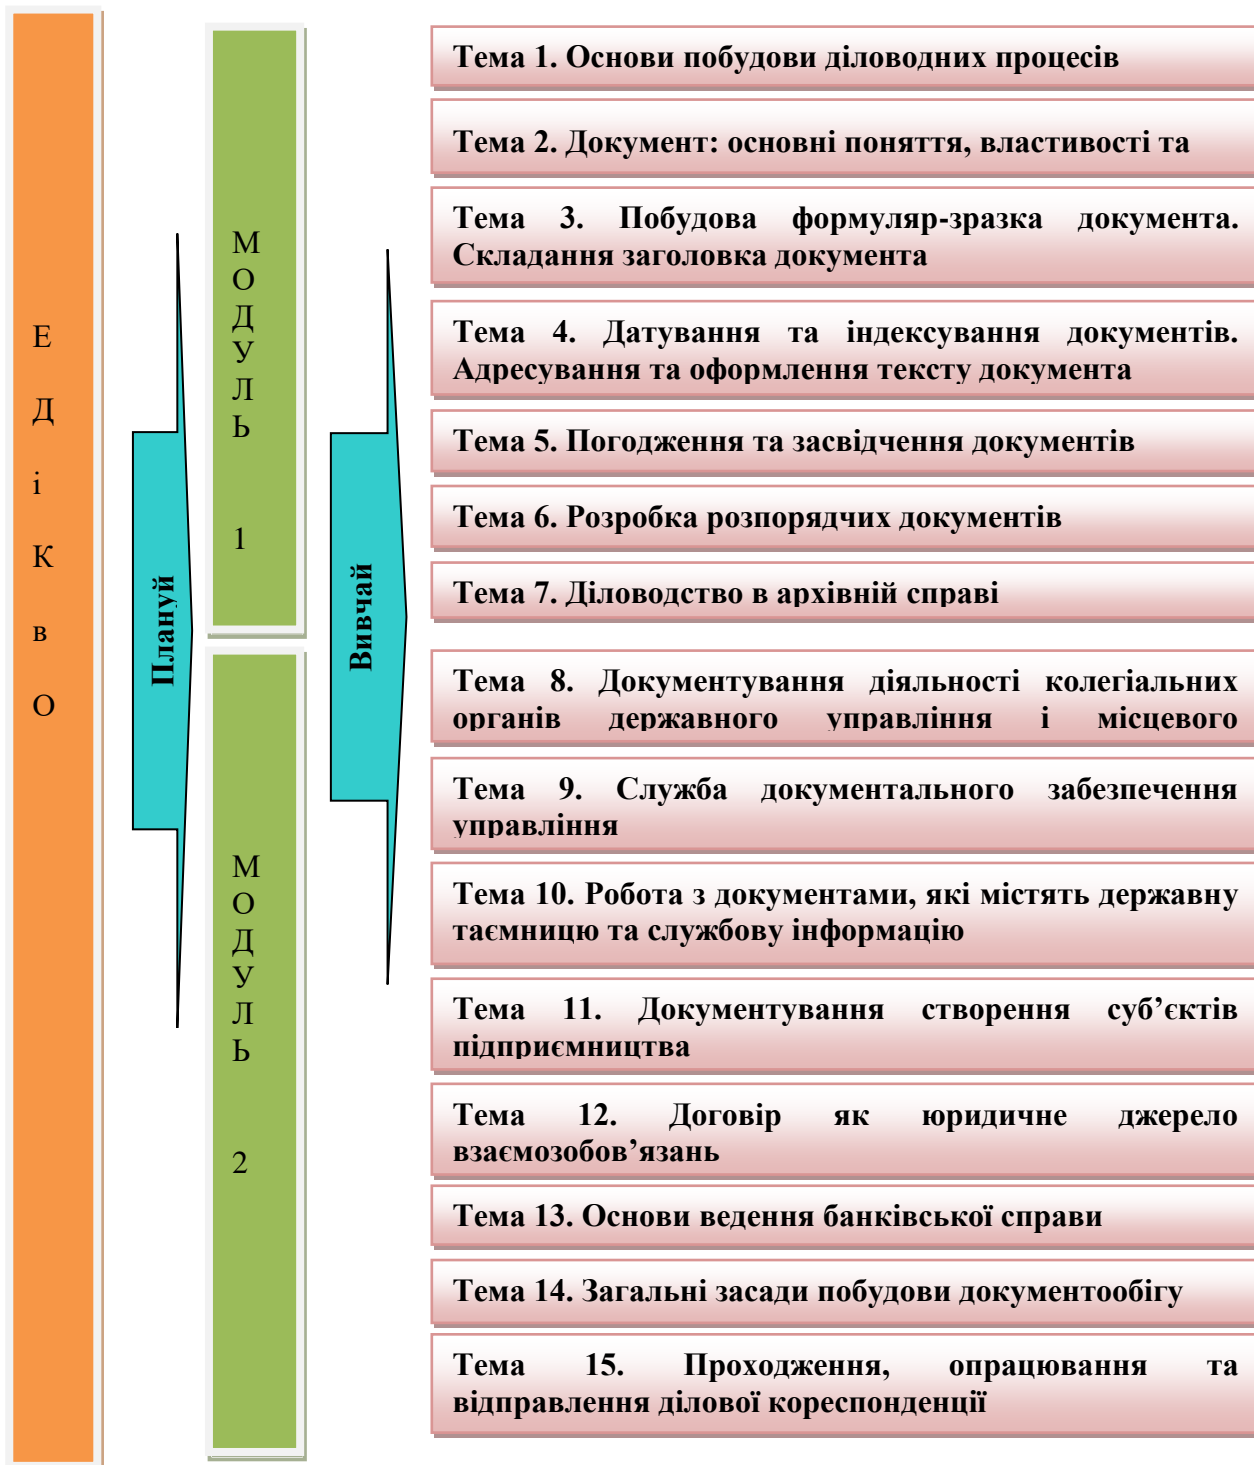 Е
Д
і
К
в
О
Плануй
МОДУЛЬ 1
МОДУЛЬ 2
Вивчай
Тема 1. Основи побудови діловодних процесів
Тема 2. Документ: основні поняття, властивості та
Тема 3. Побудова формуляр-зразка документа.
Складання заголовка документа
Тема 4. Датування та індексування документів.
Адресування та оформлення тексту документа
Тема 5. Погодження та засвідчення документів
Тема 6. Розробка розпорядчих документів
Тема 7. Діловодство в архівній справі
Тема 8. Документування діяльності колегіальних
органів державного управління і місцевого
Тема 9. Служба документального забезпечення
управління
Тема 10. Робота з документами, які містять державну
таємницю та службову інформацію
Тема 11. Документування створення суб’єктів
підприємництва
Тема 12. Договір як юридичне джерело
взаємозобов’язань
Тема 13. Основи ведення банківської справи
Тема 14. Загальні засади побудови документообігу
Тема 15. Проходження, опрацювання та
відправлення ділової кореспонденції